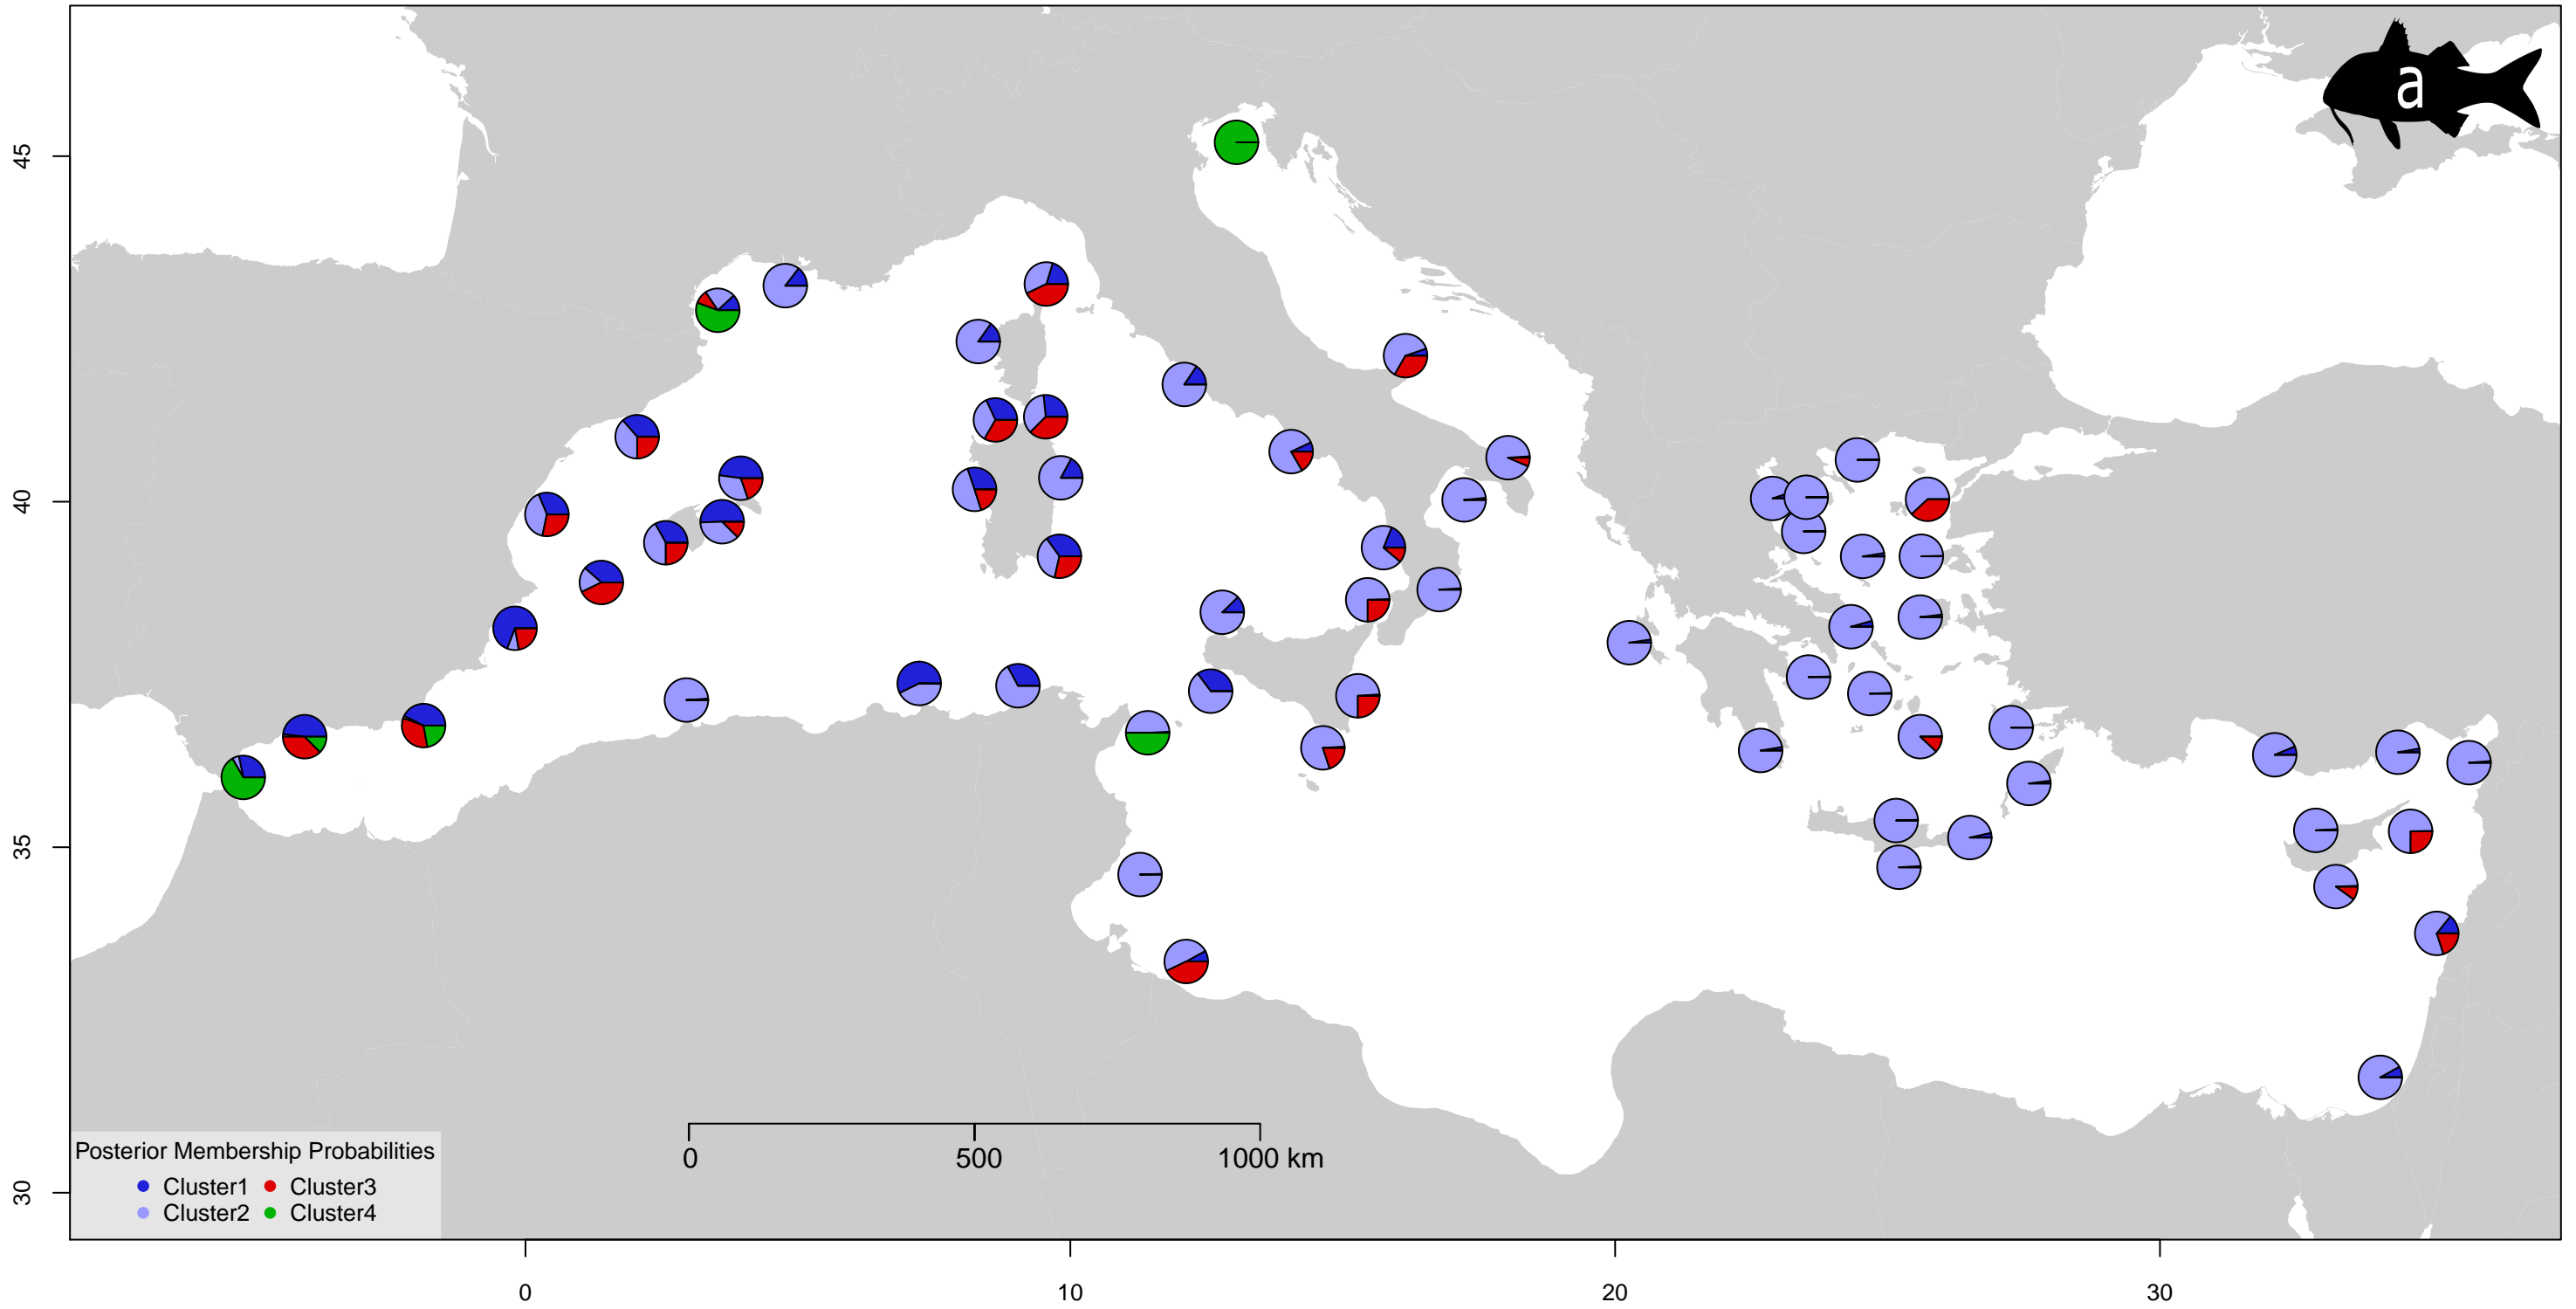 a
45
40
35
30
0 500 1000 km
Posterior Membership Probabilities
Cluster1 Cluster3
Cluster2 Cluster4
0 10 20 30